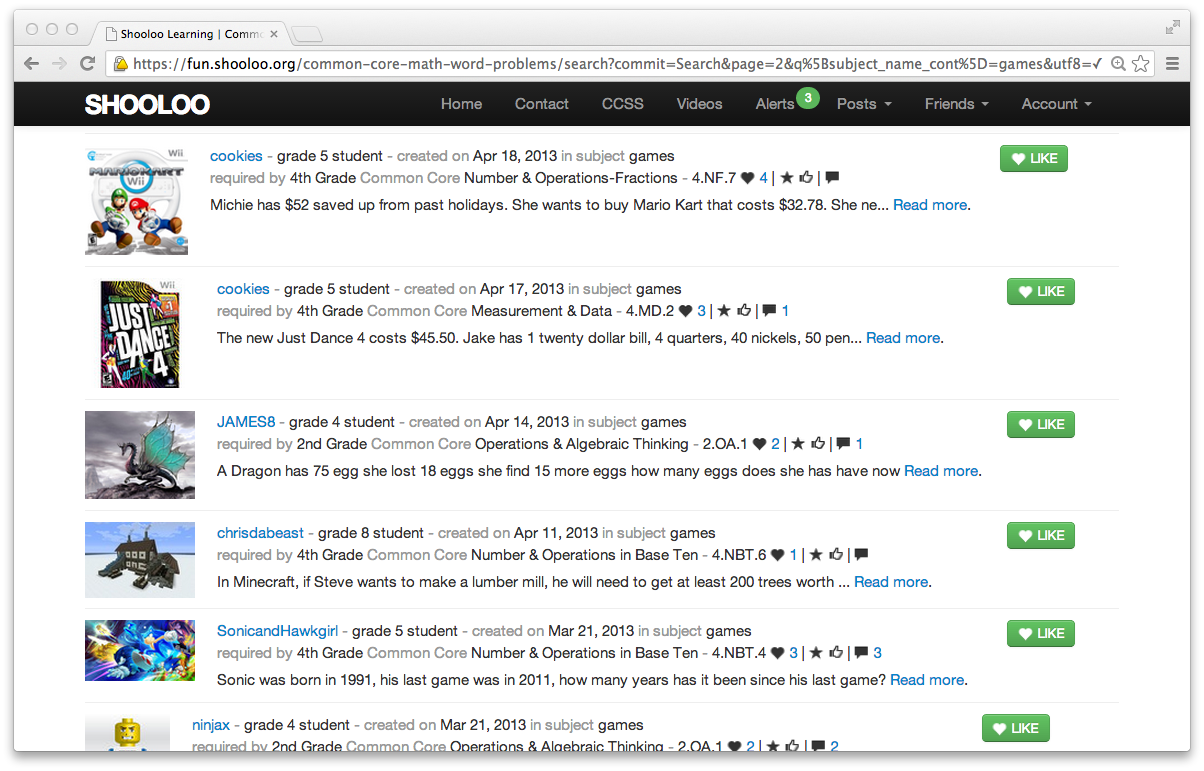 Shooloo Learning | Commo
https://fun.shooloo.org/common-core-math-word-problems/search?commit=Search&page=2&q%5Bsubject_name_cont%5D=games&utf8=✓
SHOOLOO Home Contact CCSS Videos Alerts 3 Posts Friends Account
Wii
MARIOKART
Wii
cookies - grade 5 student - created on Apr 18, 2013 in subject games
LIKE
required by 4th Grade Common Core Number & Operations-Fractions - 4.NF.7 ♥ 4 | ★ 👍 |
Michie has $52 saved up from past holidays. She wants to buy Mario Kart that costs $32.78. She ne... Read more.
Wii
JUST
DANCE
4
cookies - grade 5 student - created on Apr 17, 2013 in subject games
LIKE
required by 4th Grade Common Core Measurement & Data - 4.MD.2 ♥ 3 | ★ 👍 | 1
The new Just Dance 4 costs $45.50. Jake has 1 twenty dollar bill, 4 quarters, 40 nickels, 50 pen... Read more.
JAMES8 - grade 4 student - created on Apr 14, 2013 in subject games
LIKE
required by 2nd Grade Common Core Operations & Algebraic Thinking - 2.OA.1 ♥ 2 | ★ 👍 | 1
A Dragon has 75 egg she lost 18 eggs she find 15 more eggs how many eggs does she has have now Read more.
chrisdabeast - grade 8 student - created on Apr 11, 2013 in subject games
LIKE
required by 4th Grade Common Core Number & Operations in Base Ten - 4.NBT.6 ♥ 1 | ★ 👍 |
In Minecraft, if Steve wants to make a lumber mill, he will need to get at least 200 trees worth ... Read more.
SonicandHawkgirl - grade 5 student - created on Mar 21, 2013 in subject games
LIKE
required by 4th Grade Common Core Number & Operations in Base Ten - 4.NBT.4 ♥ 3 | ★ 👍 | 3
Sonic was born in 1991, his last game was in 2011, how many years has it been since his last game? Read more.
ninjax - grade 4 student - created on Mar 21, 2013 in subject games
LIKE
required by 2nd Grade Common Core Operations & Algebraic Thinking - 2.OA.1 ♥ 2 | ★ 👍 | 2